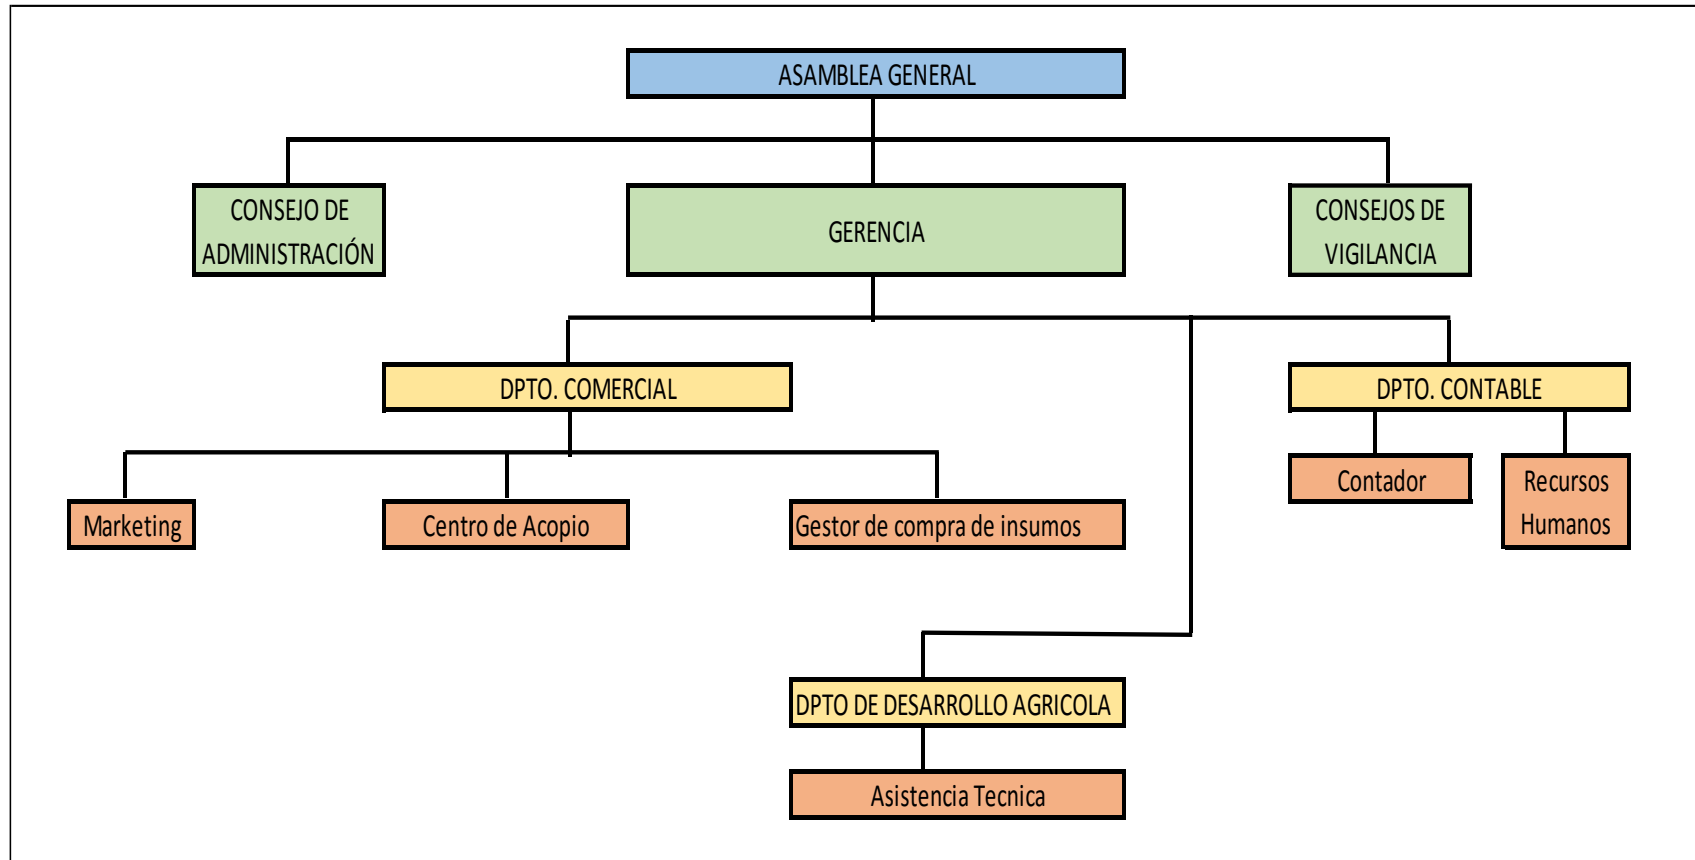 ASAMBLEA GENERAL
CONSEJO DE
ADMINISTRACIÓN
GERENCIA
CONSEJOS DE
VIGILANCIA
DPTO. COMERCIAL
DPTO. CONTABLE
Contador
Recursos
Humanos
Marketing
Centro de Acopio
Gestor de compra de insumos
DPTO DE DESARROLLO AGRICOLA
Asistencia Tecnica